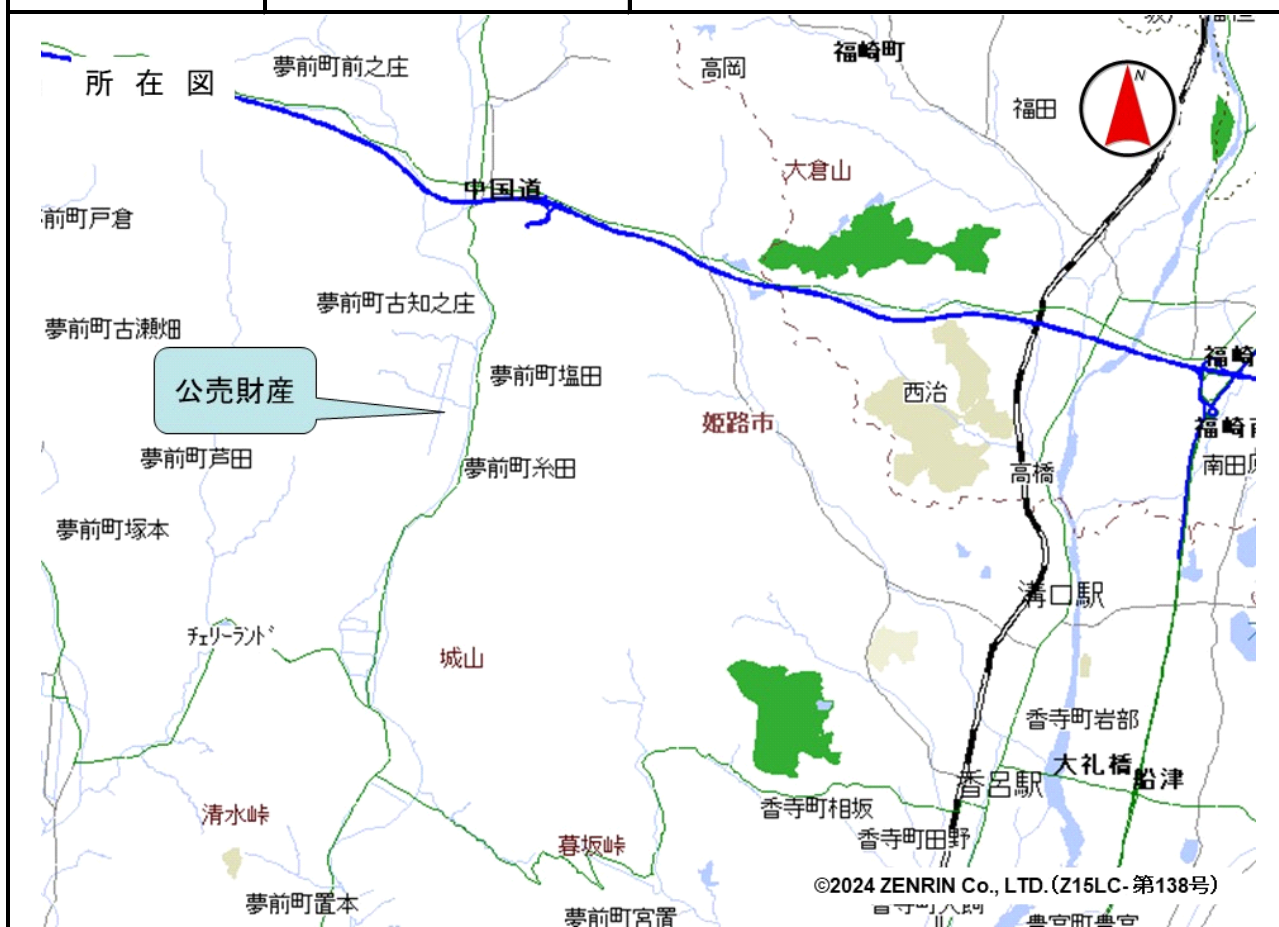 福崎町
夢前町前之庄
高岡
所在図
福田
N
大倉山
中国道
前町戸倉
夢前町古知之庄
夢前町古瀬畑
福崎
公売財産
夢前町塩田
西治
姫路市
福崎南
夢前町芦田
夢前町糸田
高橋
南田原
夢前町塚本
溝口駅
チェリーランド
城山
香寺町岩部
大礼橋
船津
香呂駅
清水峠
香寺町相坂
香寺町田野
暮坂峠
©2024 ZENRIN Co., LTD.(Z15LC-第138号)
夢前町置本
夢前町宮置